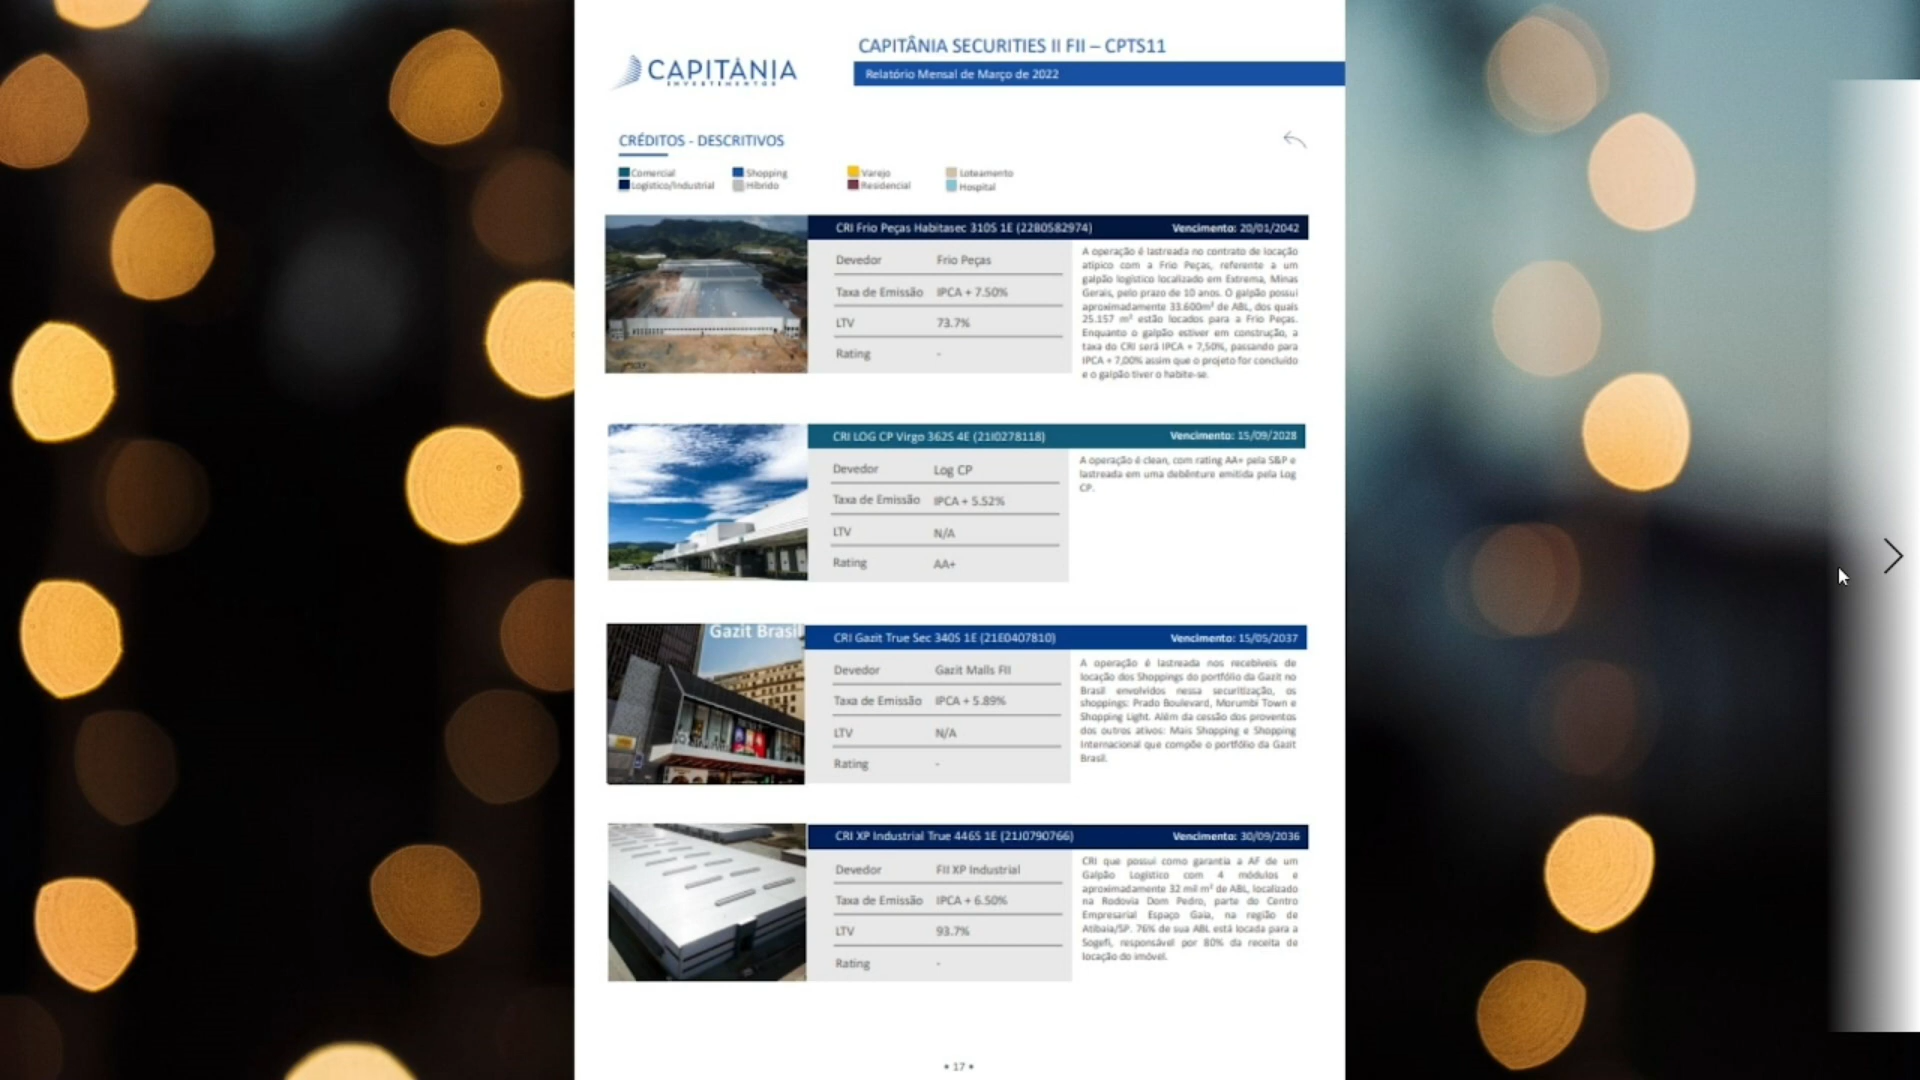 CAPITÂNIA
INVESTIMENTOS
CAPITÂNIA SECURITIES II FII – CPTS11
Relatório Mensal de Março de 2022
CRÉDITOS - DESCRITIVOS
Comercial Shopping Varejo Loteamento
Logístico/Industrial Híbrido Residencial Hospital
CRI Frio Peças Habitasec 310S 1E (22B0582974) Vencimento: 20/01/2042
Devedor Frio Peças
Taxa de Emissão IPCA + 7.50%
LTV 73.7%
Rating -
A operação é lastreada no contrato de locação
atípico com a Frio Peças, referente a um
galpão logístico localizado em Extrema, Minas
Gerais, pelo prazo de 10 anos. O galpão possui
aproximadamente 33.600m² de ABL, dos quais
25.157 m² estão locados para a Frio Peças.
Enquanto o galpão estiver em construção, a
taxa do CRI será IPCA + 7,50%, passando para
IPCA + 7,00% assim que o projeto for concluído
e o galpão tiver o habite-se.
CRI LOG CP Virgo 362S 4E (21I0278118) Vencimento: 15/09/2028
Devedor Log CP
Taxa de Emissão IPCA + 5.52%
LTV N/A
Rating AA+
A operação é clean, com rating AA+ pela S&P e
lastreada em uma debênture emitida pela Log
CP.
Gazit Brasil
CRI Gazit True Sec 340S 1E (21E0407810) Vencimento: 15/05/2037
Devedor Gazit Malls FII
Taxa de Emissão IPCA + 5.89%
LTV N/A
Rating -
A operação é lastreada nos recebíveis de
locação dos Shoppings do portfólio da Gazit no
Brasil envolvidos nessa securitização, os
shoppings: Prado Boulevard, Morumbi Town e
Shopping Light. Além da cessão dos proventos
dos outros ativos: Mais Shopping e Shopping
Internacional que compõe o portfólio da Gazit
Brasil.
CRI XP Industrial True 446S 1E (21J0790766) Vencimento: 30/09/2036
Devedor FII XP Industrial
Taxa de Emissão IPCA + 6.50%
LTV 93.7%
Rating -
CRI que possui como garantia a AF de um
Galpão Logístico com 4 módulos e
aproximadamente 32 mil m² de ABL, localizado
na Rodovia Dom Pedro, parte do Centro
Empresarial Espaço Gaia, na região de
Atibaia/SP. 76% de sua ABL está locada para a
Sogefi, responsável por 80% da receita de
locação do imóvel.
• 17 •